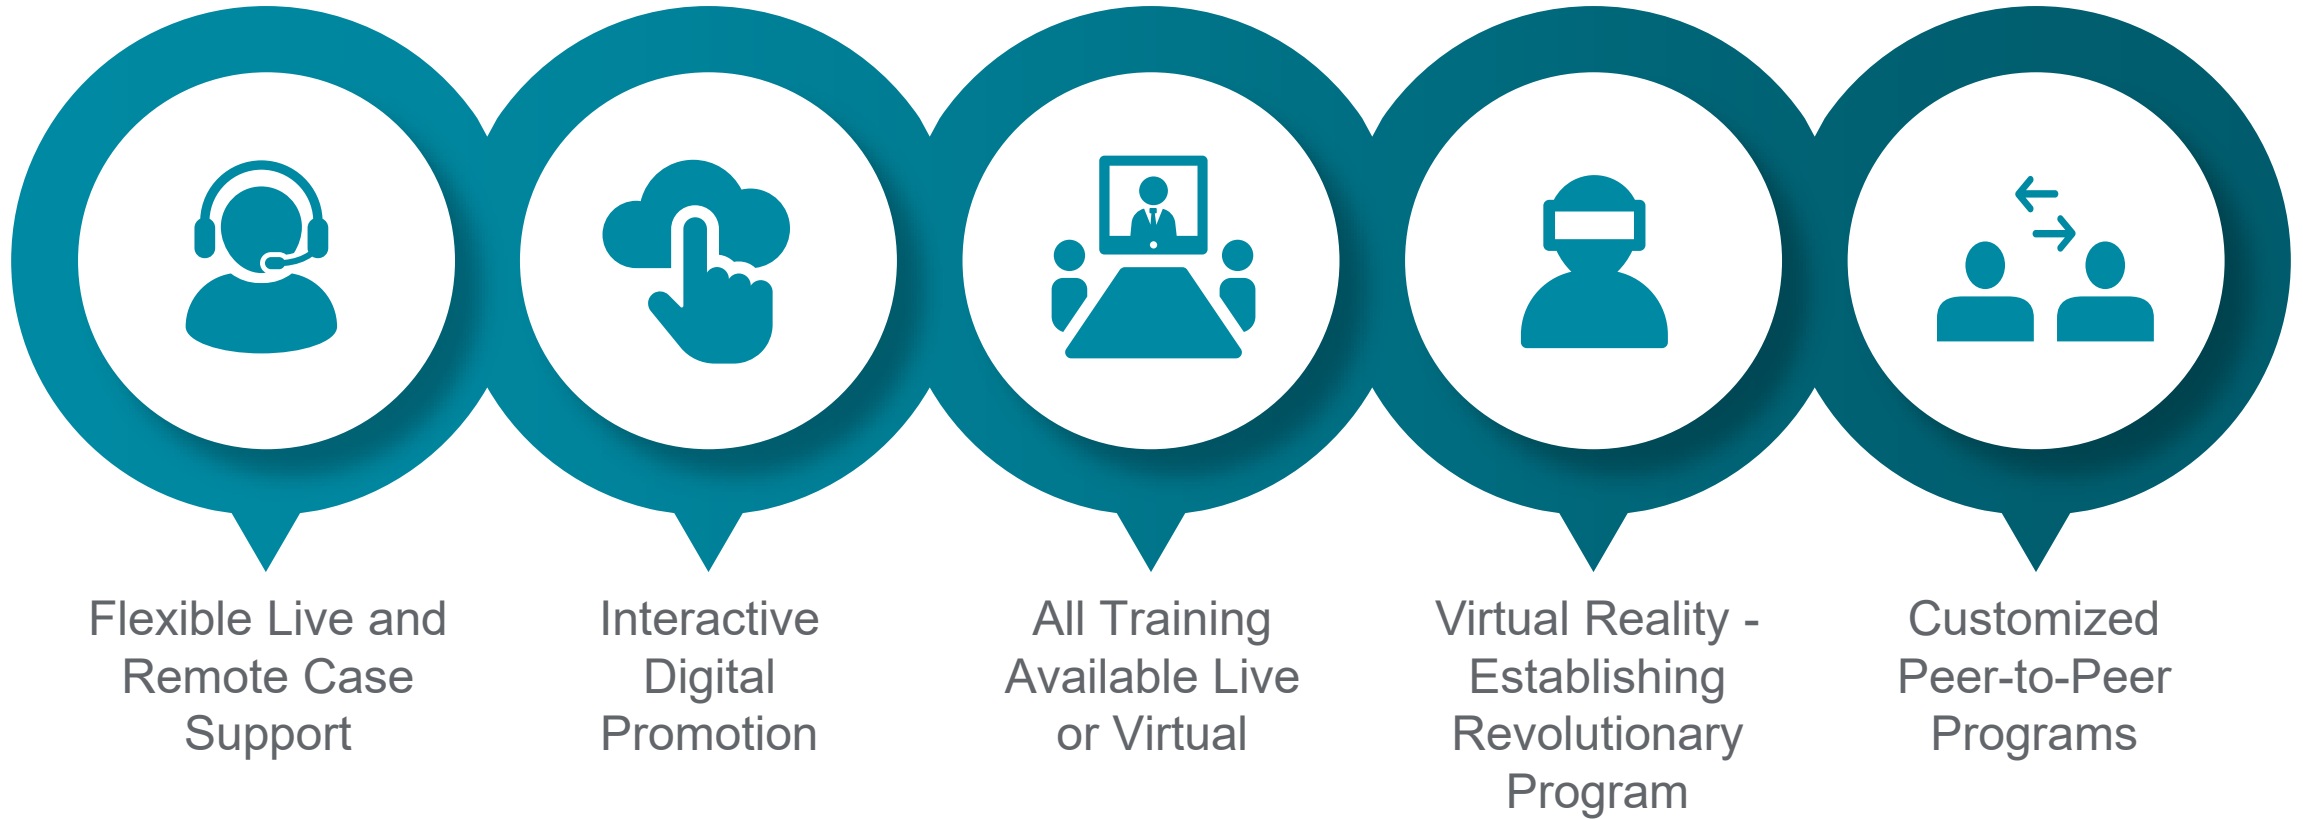 Flexible Live and
Remote Case
Support
Interactive
Digital
Promotion
All Training
Available Live
or Virtual
Virtual Reality -
Establishing
Revolutionary
Program
Customized
Peer-to-Peer
Programs